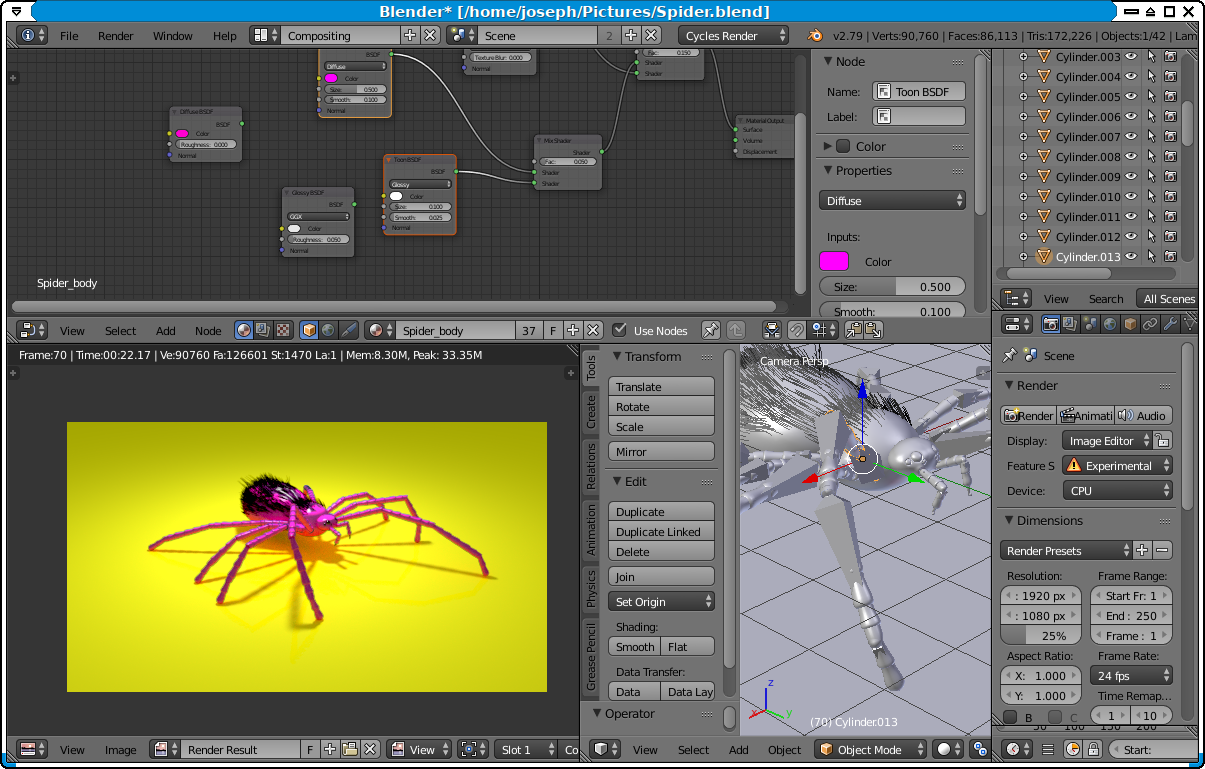 Blender* [/home/joseph/Pictures/Spider.blend]
File Render Window Help Compositing Scene 2 Cycles Render v2.79 | Verts:90,760 | Faces:86,113 | Tris:172,226 | Objects:1/42 | Lam
BSDF
Diffuse
Color
Size: 0.500
Smooth: 0.100
Normal
Texture Blur: 0.000
Normal
Fac: 0.150
Shader
Shader
Diffuse BSDF
BSDF
Color
Roughness: 0.000
Normal
Glossy BSDF
BSDF
GGX
Color
Roughness: 0.050
Normal
Toon BSDF
BSDF
Glossy
Color
Size: 0.100
Smooth: 0.025
Normal
Mix Shader
Shader
Fac: 0.050
Shader
Shader
Material Output
Surface
Volume
Displacement
Spider_body
Node
Name: Toon BSDF
Label:
Color
Properties
Diffuse
Inputs:
Color
Size: 0.500
Smooth: 0.100
Cylinder.003
Cylinder.004
Cylinder.005
Cylinder.006
Cylinder.007
Cylinder.008
Cylinder.009
Cylinder.010
Cylinder.011
Cylinder.012
Cylinder.013
View Search All Scenes
View Select Add Node Spider_body 37 F Use Nodes
Frame:70 | Time:00:22.17 | Ve:90760 Fa:126601 St:1470 La:1 | Mem:8.30M, Peak: 33.35M
Tools
Create
Relations
Animation
Physics
Grease Pencil
Transform
Translate
Rotate
Scale
Mirror
Edit
Duplicate
Duplicate Linked
Delete
Join
Set Origin
Shading:
Smooth Flat
Data Transfer:
Data Data Lay
Operator
Camera Persp
z
x
y
(70) Cylinder.013
Scene
Render
Render Animati Audio
Display: Image Editor
Feature S Experimental
Device: CPU
Dimensions
Render Presets
Resolution: Frame Range:
: 1920 px Start Fr: 1
: 1080 px End : 250
25% Frame : 1
Aspect Ratio: Frame Rate:
X: 1.000 24 fps
Y: 1.000 Time Remap...
B C 1 10
View Image Render Result F View Slot 1 Co
View Select Add Object Object Mode
Start: